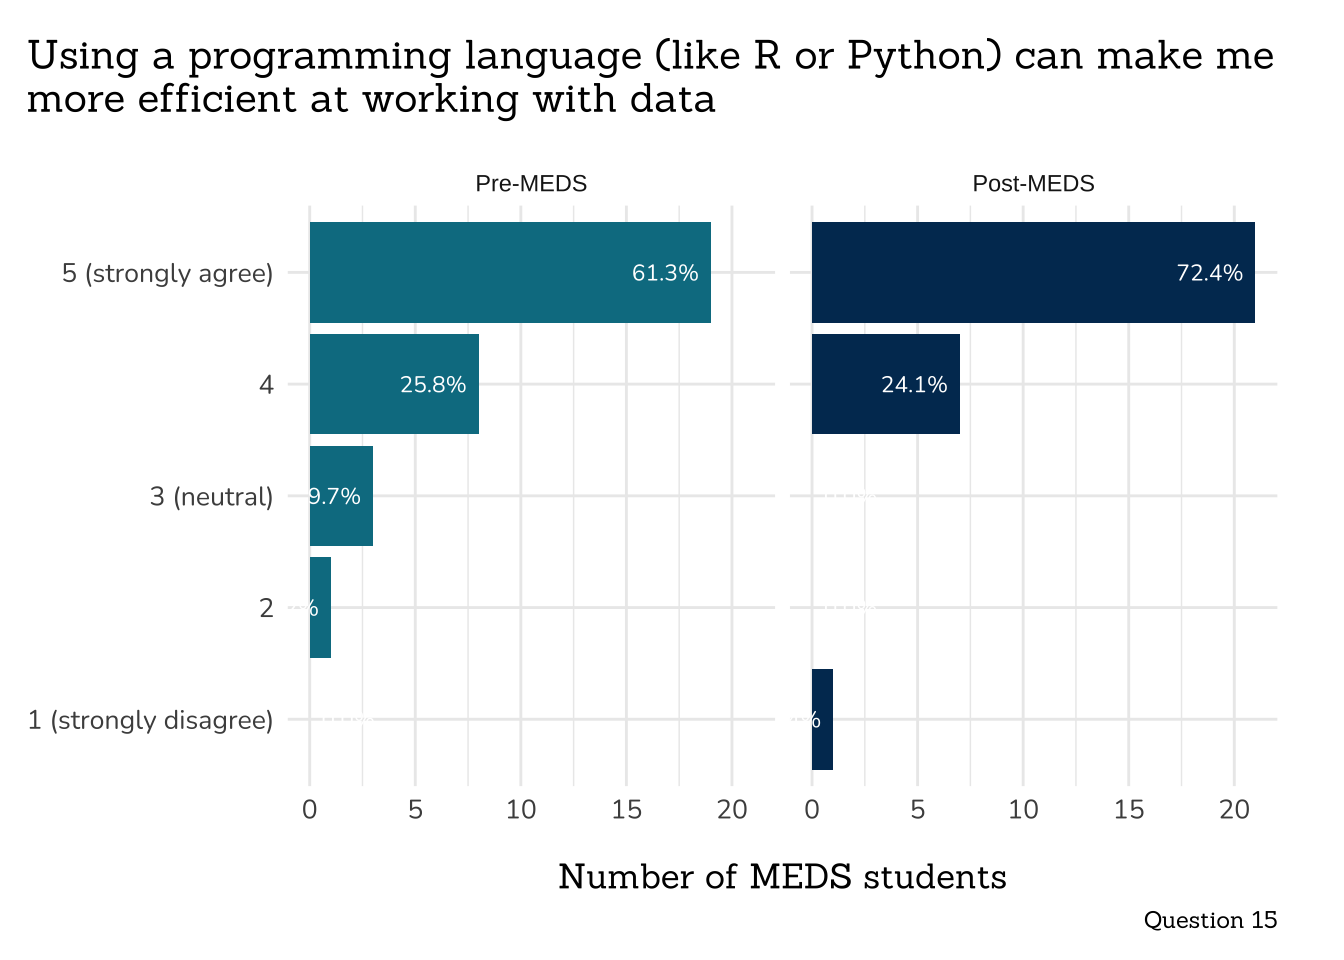 Using a programming language (like R or Python) can make me
more efficient at working with data
Pre-MEDS
Post-MEDS
5 (strongly agree)
61.3%
72.4%
4
25.8%
24.1%
3 (neutral)
9.7%
2
1 (strongly disagree)
0 5 10 15 20
0 5 10 15 20
Number of MEDS students
Question 15